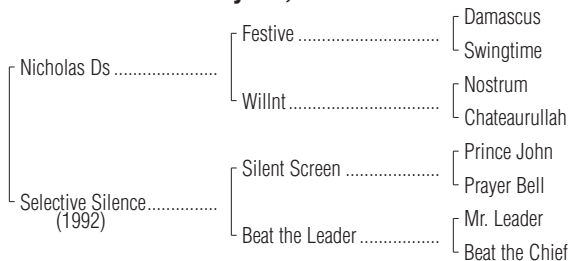 Damascus
Festive
Swingtime
Nicholas Ds
Nostrum
Willnt
Chateaurullah
Prince John
Silent Screen
Prayer Bell
Selective Silence
(1992)
Mr. Leader
Beat the Leader
Beat the Chief